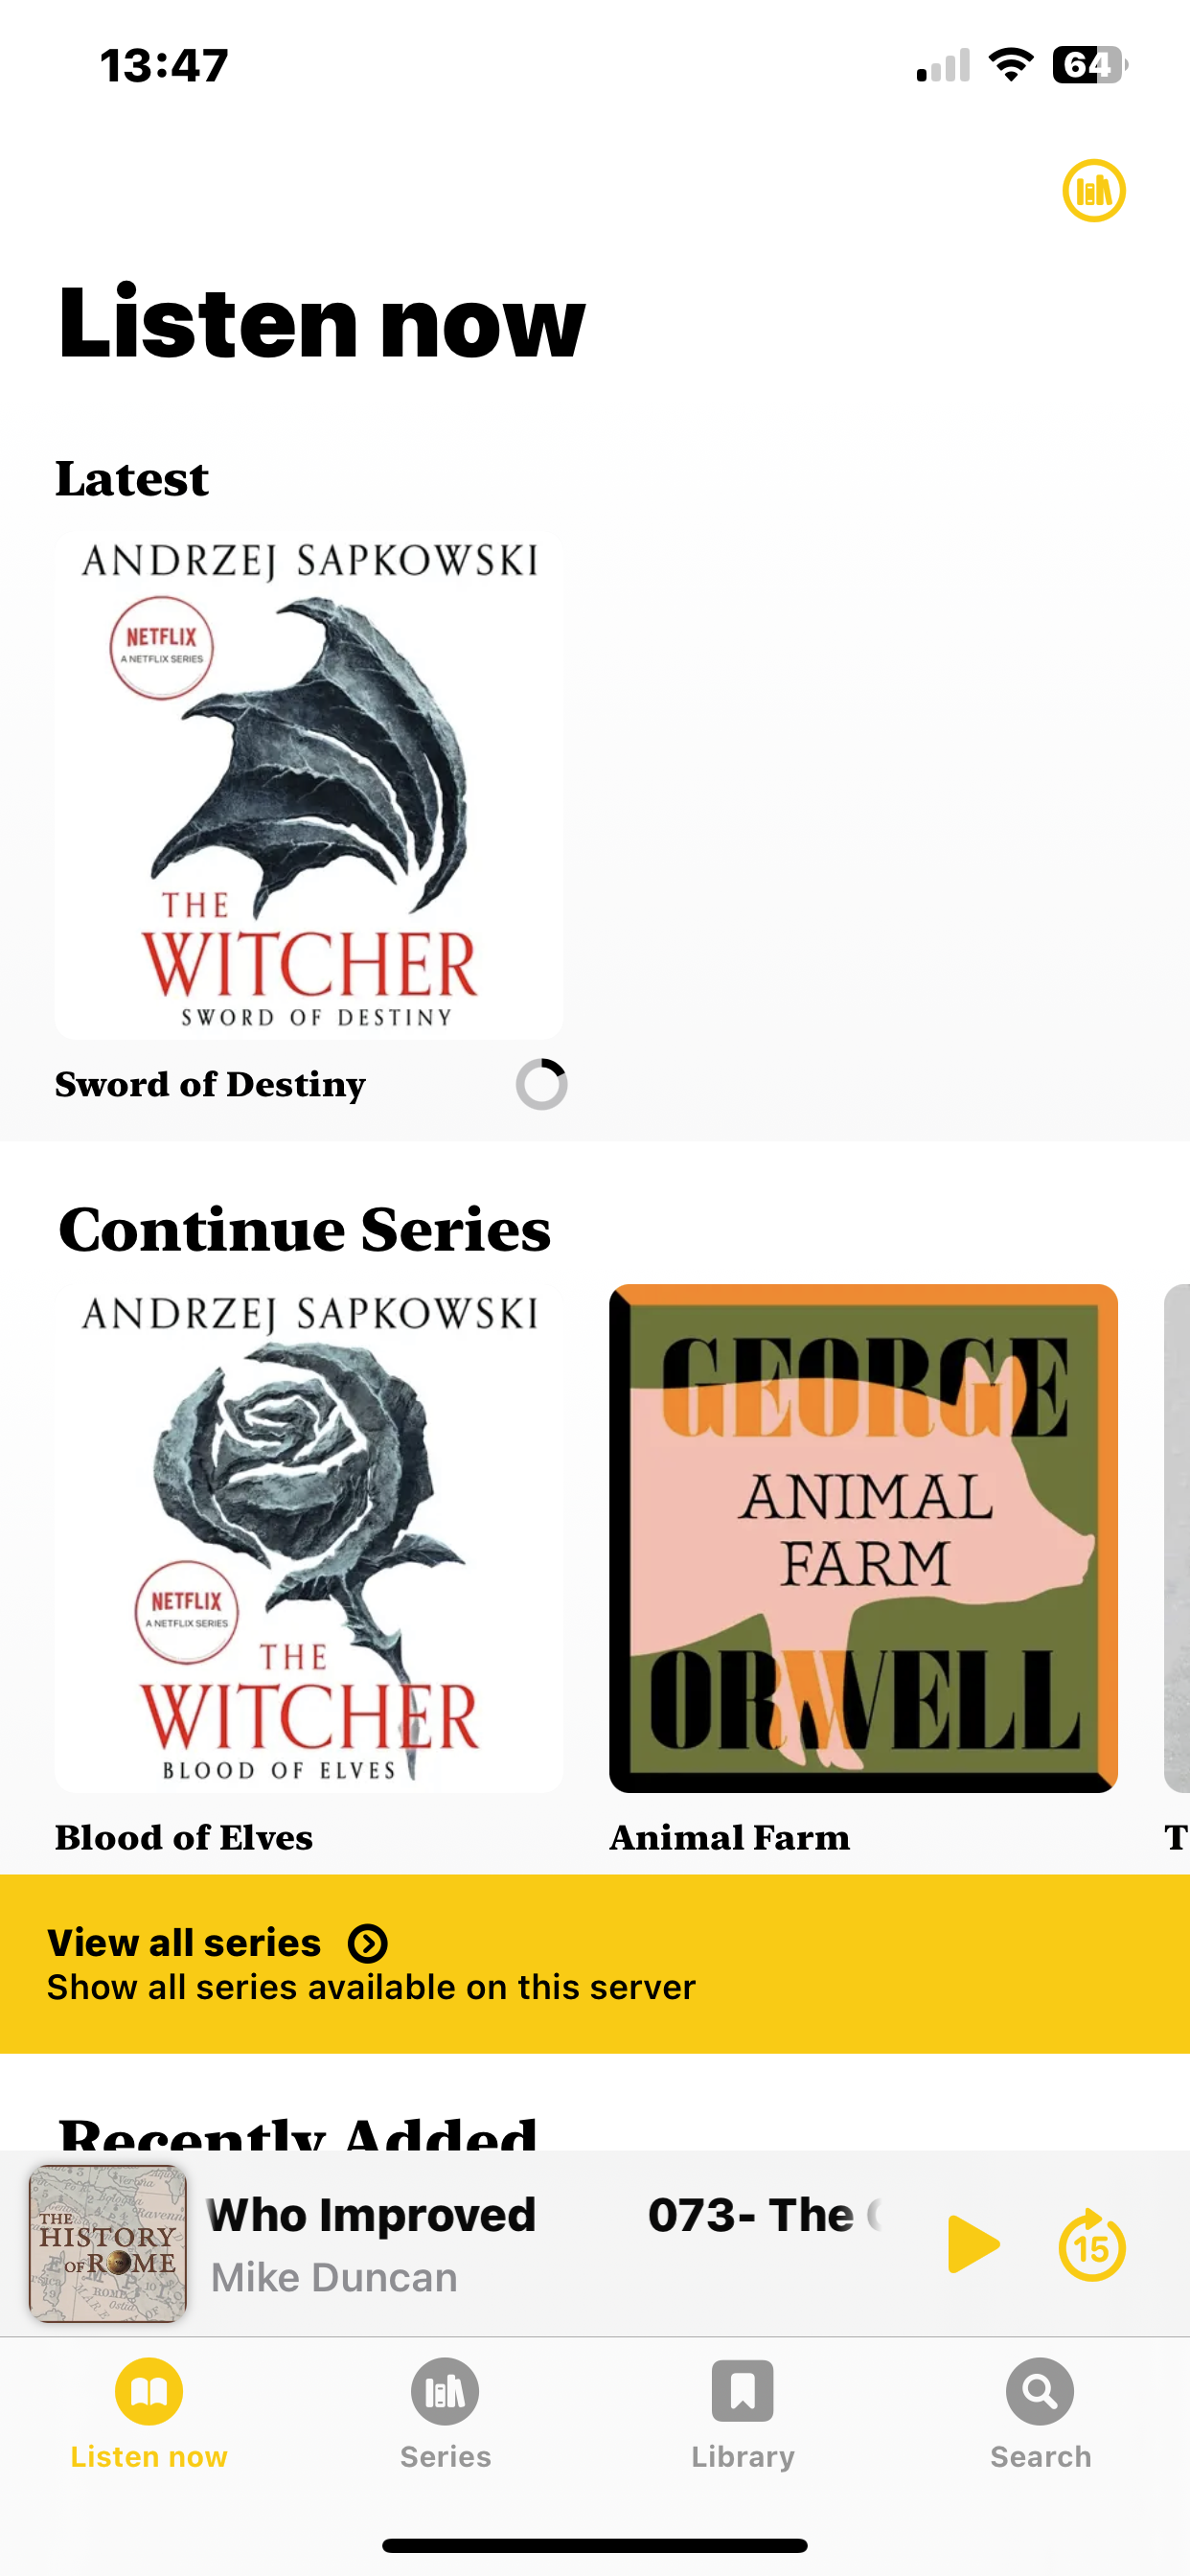 13:47
64
Listen now
Latest
ANDRZEJ SAPKOWSKI
NETFLIX
A NETFLIX SERIES
THE
WITCHER
SWORD OF DESTINY
Sword of Destiny
Continue Series
ANDRZEJ SAPKOWSKI
NETFLIX
A NETFLIX SERIES
THE
WITCHER
BLOOD OF ELVES
GEORGE
ANIMAL
FARM
ORWELL
Blood of Elves
Animal Farm
T
View all series
Show all series available on this server
Recently Added
THE
HISTORY
OF ROME
Who Improved 073- The
Mike Duncan
15
Listen now
Series
Library
Search